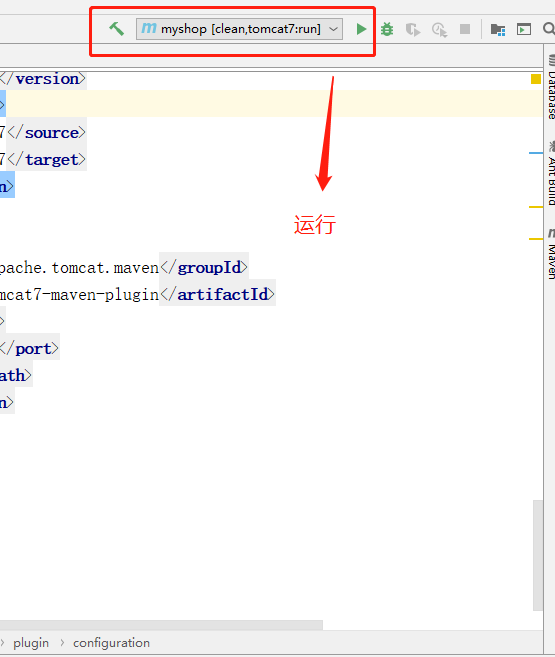 myshop [clean,tomcat7:run]
</version>
>
7</source>
7</target>
n>
运行
pache.tomcat.maven</groupId>
mcat7-maven-plugin</artifactId>
>
</port>
ath>
n>
Database
Ant Build
Maven
plugin > configuration